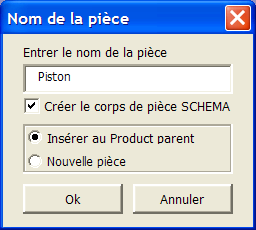 Nom de la pièce
Entrer le nom de la pièce
Piston
Créer le corps de pièce SCHEMA
Insérer au Product parent
Nouvelle pièce
Ok Annuler